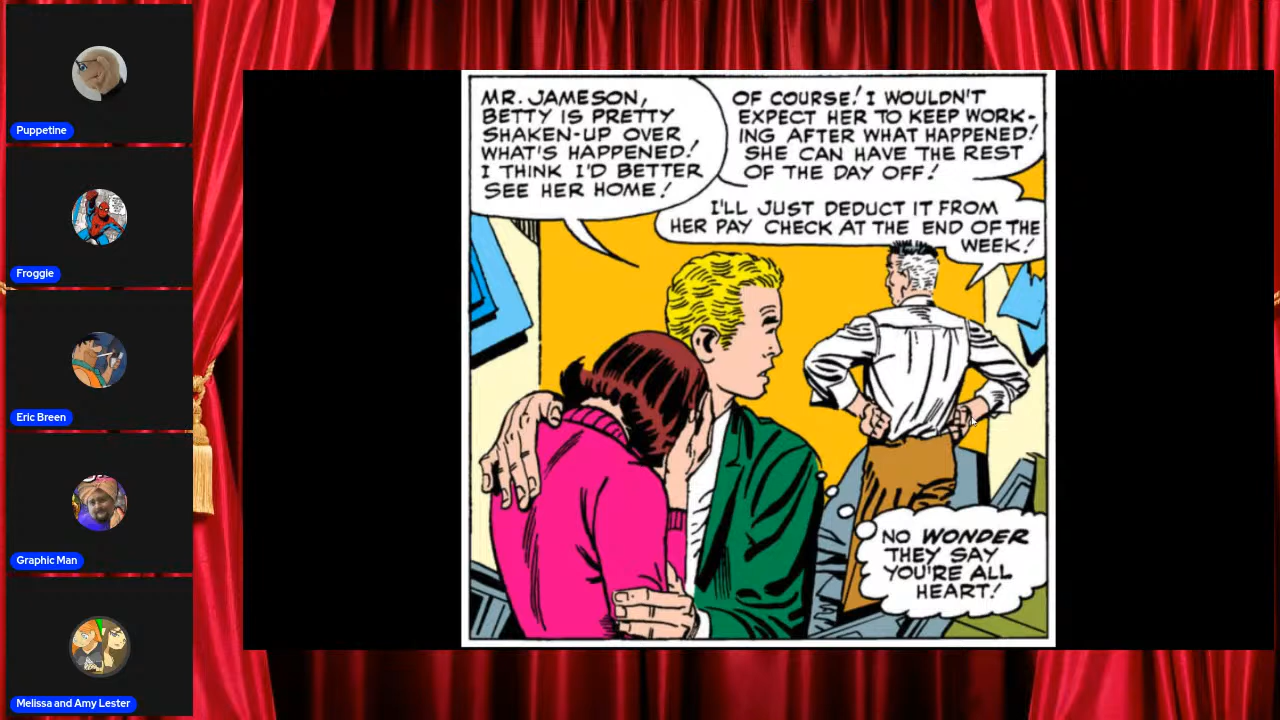 Puppetine
Froggie
Eric Breen
Graphic Man
Melissa and Amy Lester
MR. JAMESON,
BETTY IS PRETTY
SHAKEN-UP OVER
WHAT'S HAPPENED!
I THINK I'D BETTER
SEE HER HOME!
OF COURSE! I WOULDN'T
EXPECT HER TO KEEP WORK-
ING AFTER WHAT HAPPENED!
SHE CAN HAVE THE REST
OF THE DAY OFF!
I'LL JUST DEDUCT IT FROM
HER PAY CHECK AT THE END OF THE
WEEK!
NO WONDER
THEY SAY
YOU'RE ALL
HEART!